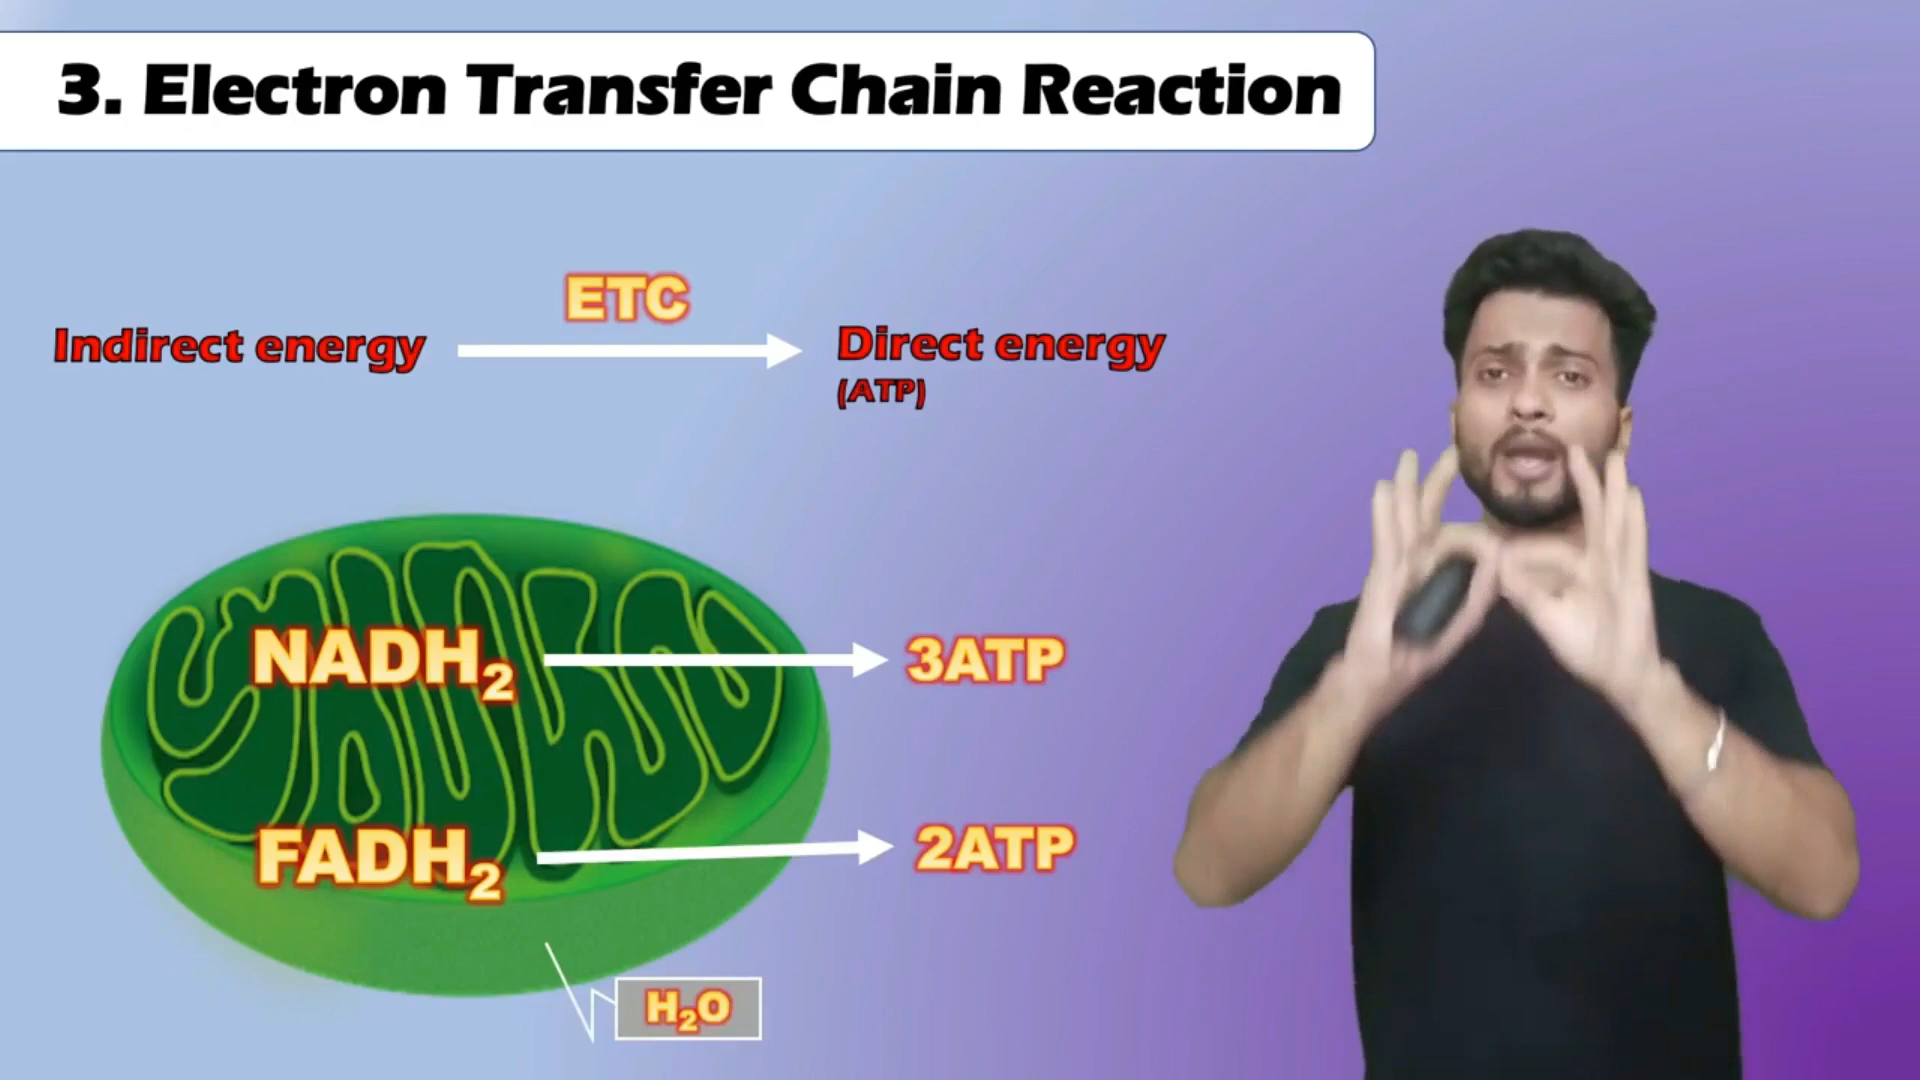 3. Electron Transfer Chain Reaction
ETC
Indirect energy
Direct energy
(ATP)
NADH₂
3ATP
FADH₂
2ATP
H₂O